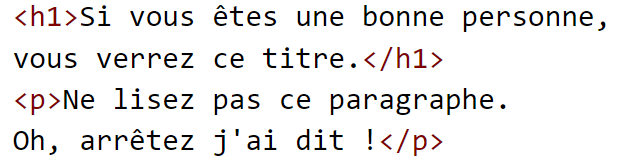 <h1>Si vous êtes une bonne personne,
vous verrez ce titre.</h1>
<p>Ne lisez pas ce paragraphe.
Oh, arrêtez j'ai dit !</p>